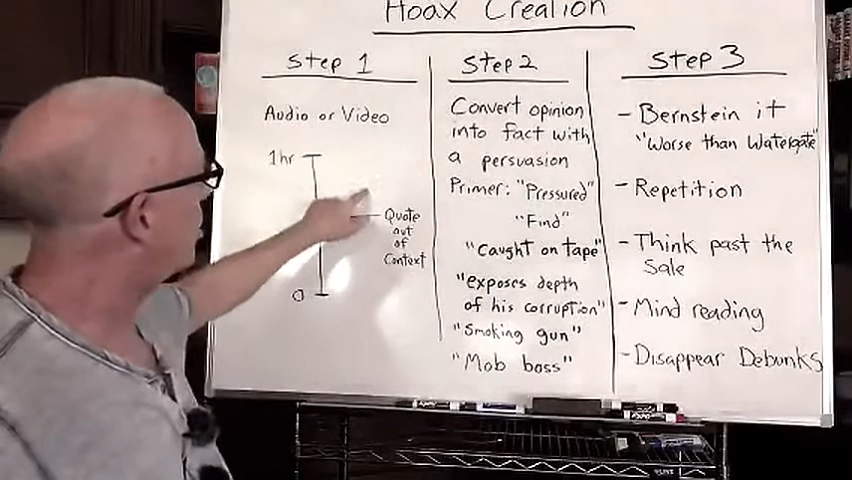 Hoax Creation
Step 1
Audio or Video
1hr
Quote
out
of
Context
0
Step 2
Convert opinion
into fact with
a persuasion
Primer: "Pressured"
"Find"
"Caught on tape"
"exposes depth
of his corruption"
"Smoking gun"
"Mob boss"
Step 3
- Bernstein it
"Worse than Watergate"
- Repetition
- Think past the
Sale
- Mind reading
- Disappear Debunks